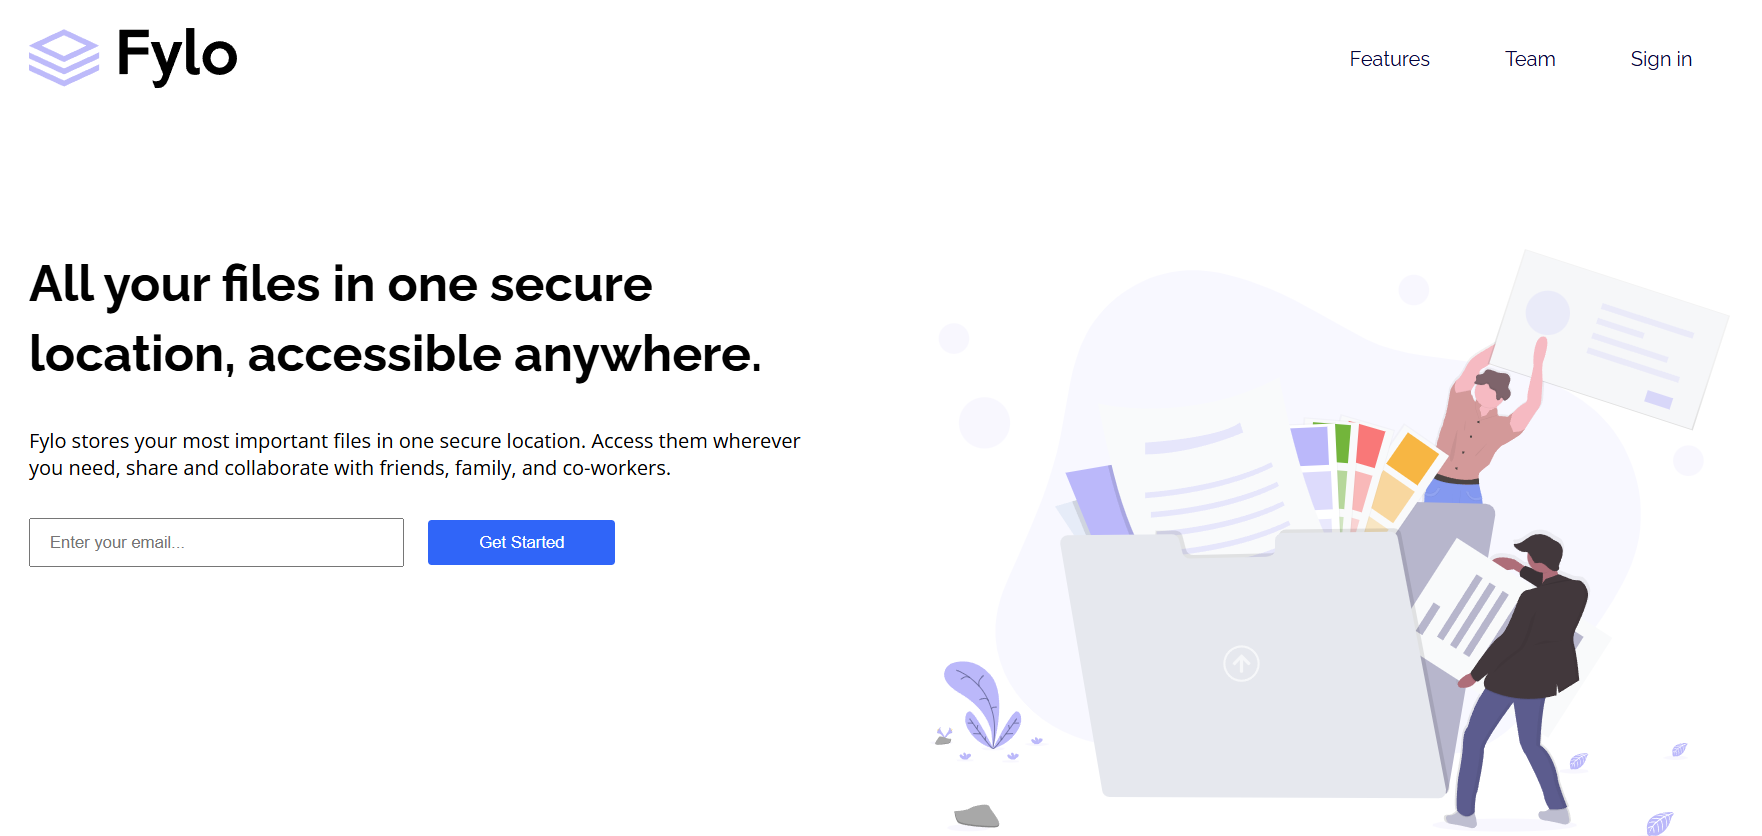 Fylo
Features
Team
Sign in
All your files in one secure
location, accessible anywhere.
Fylo stores your most important files in one secure location. Access them wherever
you need, share and collaborate with friends, family, and co-workers.
Enter your email...
Get Started